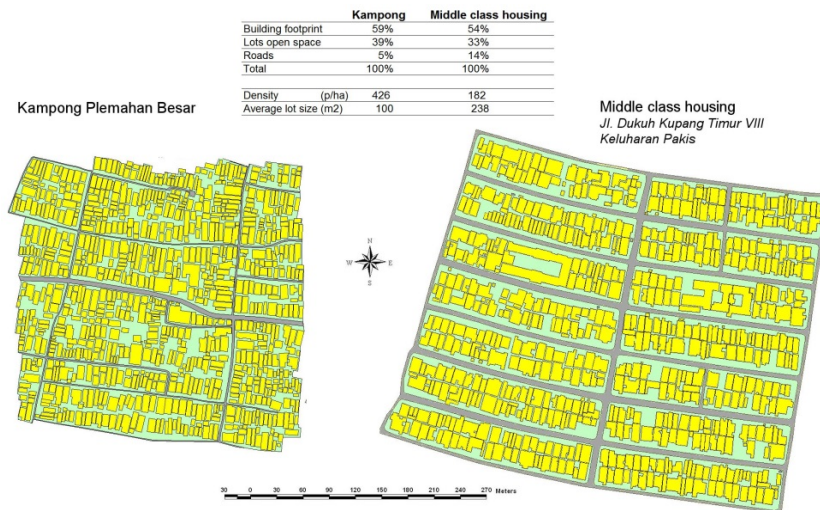 Kampong Middle class housing
Building footprint 59% 54%
Lots open space 39% 33%
Roads 5% 14%
Total 100% 100%
Density (p/ha) 426 182
Average lot size (m2) 100 238
Kampong Plemahan Besar
Middle class housing
Jl. Dukuh Kupang Timur VIII
Keluharan Pakis
N
W E
S
30 0 30 60 90 120 150 180 210 240 270 Meters